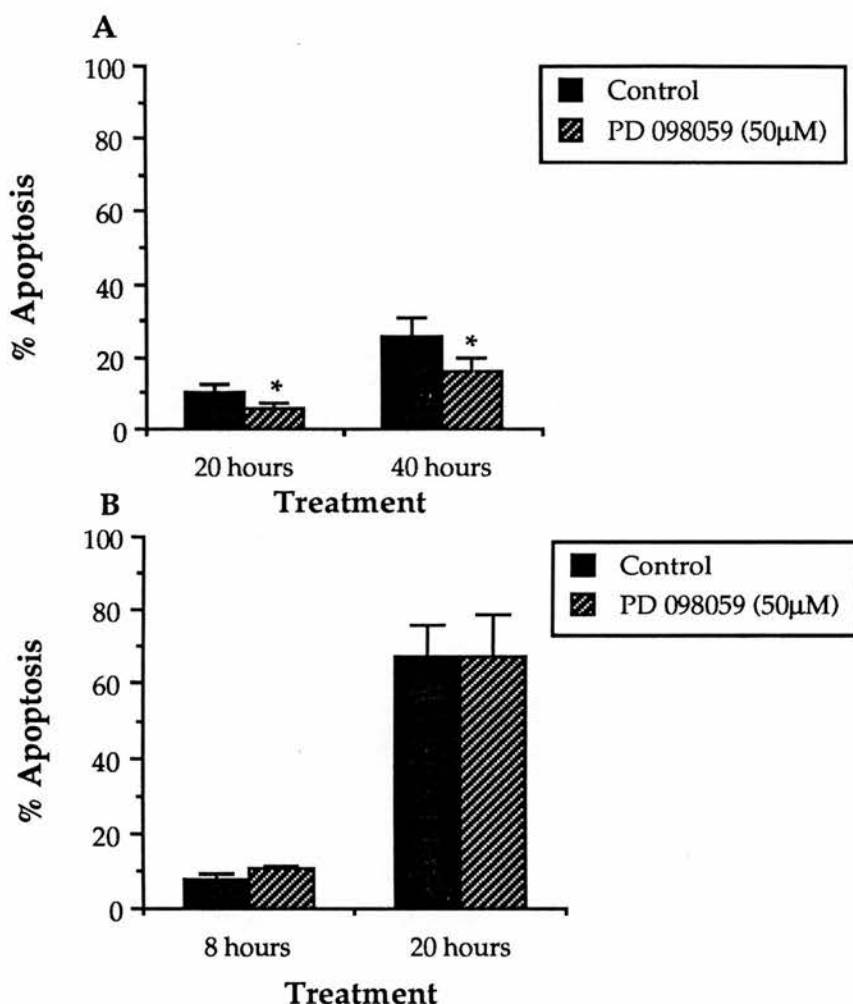 A
100
80
60
40
20
0
% Apoptosis
20 hours
40 hours
Treatment
Control
PD 098059 (50µM)
*
*
B
100
80
60
40
20
0
% Apoptosis
8 hours
20 hours
Treatment
Control
PD 098059 (50µM)